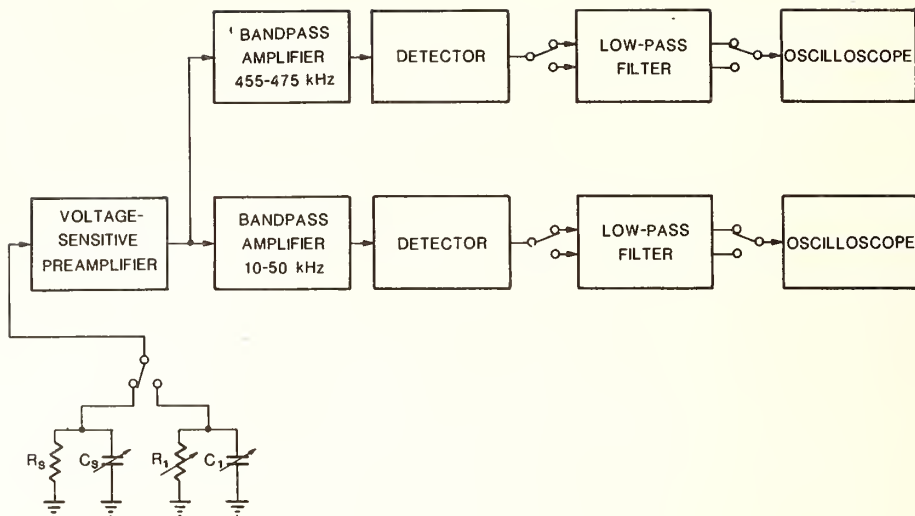 BANDPASS
AMPLIFIER
455-475 kHz
DETECTOR
LOW-PASS
FILTER
OSCILLOSCOPE
VOLTAGE-
SENSITIVE
PREAMPLIFIER
BANDPASS
AMPLIFIER
10-50 kHz
DETECTOR
LOW-PASS
FILTER
OSCILLOSCOPE
Rs Cs R1 C1